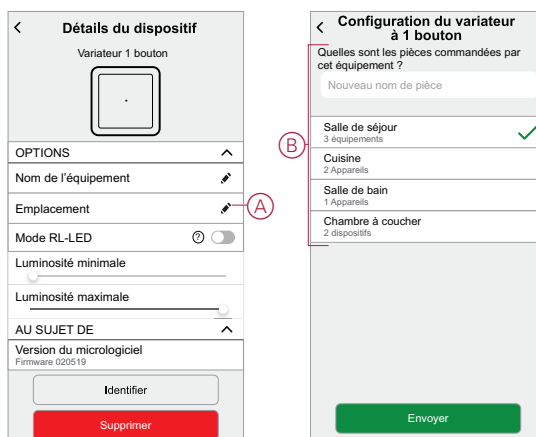 Détails du dispositif
Variateur 1 bouton
OPTIONS
Nom de l'équipement
Emplacement
A
Mode RL-LED
?
Luminosité minimale
Luminosité maximale
AU SUJET DE
Version du micrologiciel
Firmware 020519
Identifier
Supprimer
Configuration du variateur
à 1 bouton
Quelles sont les pièces commandées par
cet équipement ?
Nouveau nom de pièce
B
Salle de séjour
3 équipements
Cuisine
2 Appareils
Salle de bain
1 Appareils
Chambre à coucher
2 dispositifs
Envoyer